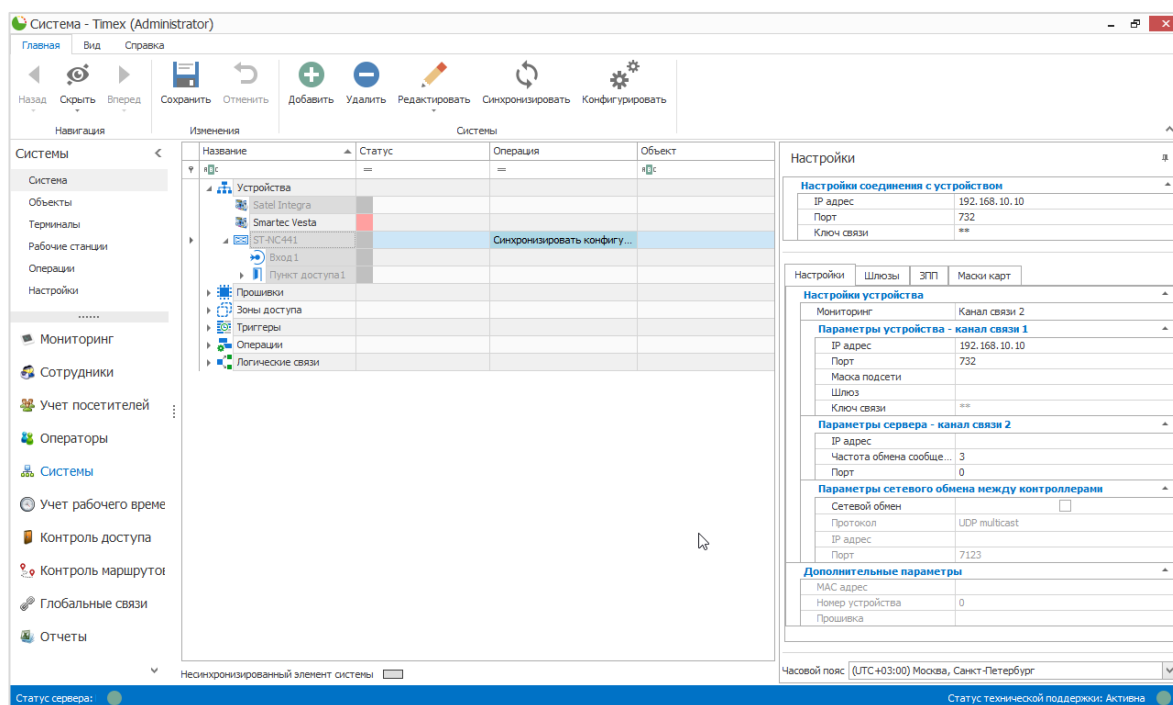 Система - Timex (Administrator)
Главная Вид Справка
Назад Скрыть Вперед Сохранить Отменить Добавить Удалить Редактировать Синхронизировать Конфигурировать
Навигация Изменения Системы
Системы
Система
Объекты
Терминалы
Рабочие станции
Операции
Настройки
Мониторинг
Сотрудники
Учет посетителей
Операторы
Системы
Учет рабочего време
Контроль доступа
Контроль маршрутов
Глобальные связи
Отчеты
Название Статус Операция Объект
= =
Устройства
Satel Integra
Smartec Vesta
ST-NC441 Синхронизировать конфигу...
Вход1
Пункт доступа1
Прошивки
Зоны доступа
Триггеры
Операции
Логические связи
Несинхронизированный элемент системы
Настройки
Настройки соединения с устройством
IP адрес 192.168.10.10
Порт 732
Ключ связи **
Настройки Шлюзы ЗПП Маски карт
Настройки устройства
Мониторинг Канал связи 2
Параметры устройства - канал связи 1
IP адрес 192.168.10.10
Порт 732
Маска подсети
Шлюз
Ключ связи **
Параметры сервера - канал связи 2
IP адрес
Частота обмена сообще... 3
Порт 0
Параметры сетевого обмена между контроллерами
Сетевой обмен
Протокол UDP multicast
IP адрес
Порт 7123
Дополнительные параметры
MAC адрес
Номер устройства 0
Прошивка
Часовой пояс (UTC+03:00) Москва, Санкт-Петербург
Статус сервера: Статус технической поддержки: Активна